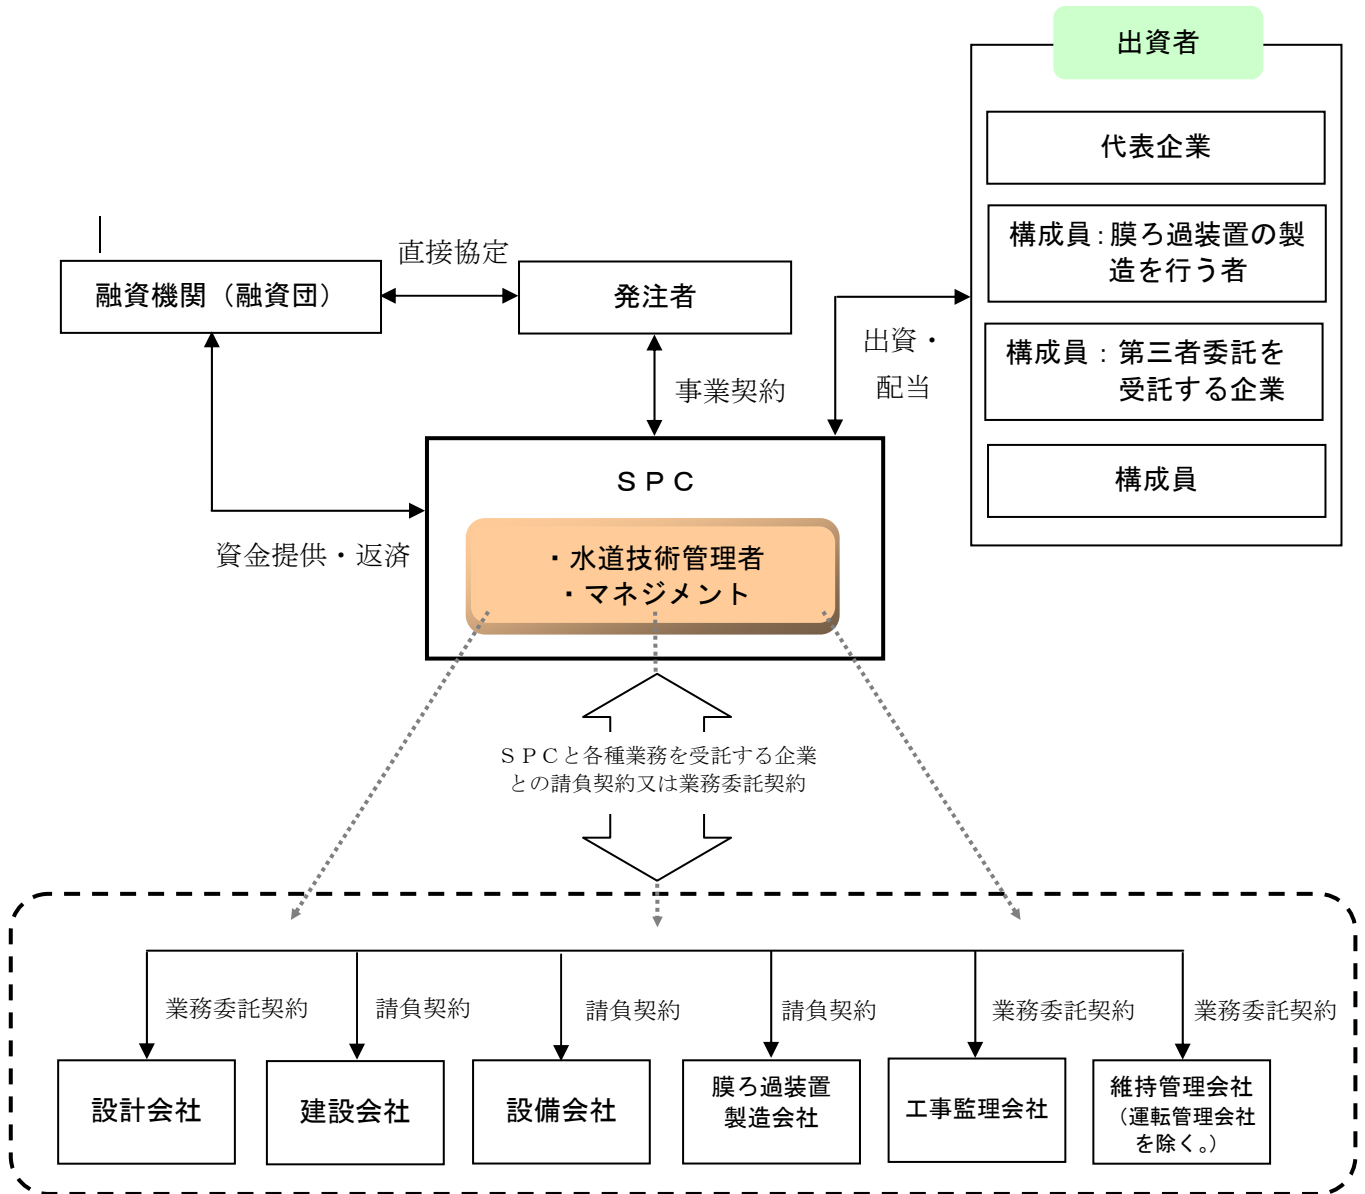 出資者
代表企業
構成員：膜ろ過装置の製
造を行う者
構成員：第三者委託を
受託する企業
構成員
直接協定
融資機関（融資団）
発注者
出資・
配当
事業契約
ＳＰＣ
資金提供・返済
・水道技術管理者
・マネジメント
ＳＰＣと各種業務を受託する企業
との請負契約又は業務委託契約
業務委託契約
請負契約
請負契約
請負契約
業務委託契約
業務委託契約
設計会社
建設会社
設備会社
膜ろ過装置
製造会社
工事監理会社
維持管理会社
（運転管理会社
を除く。）